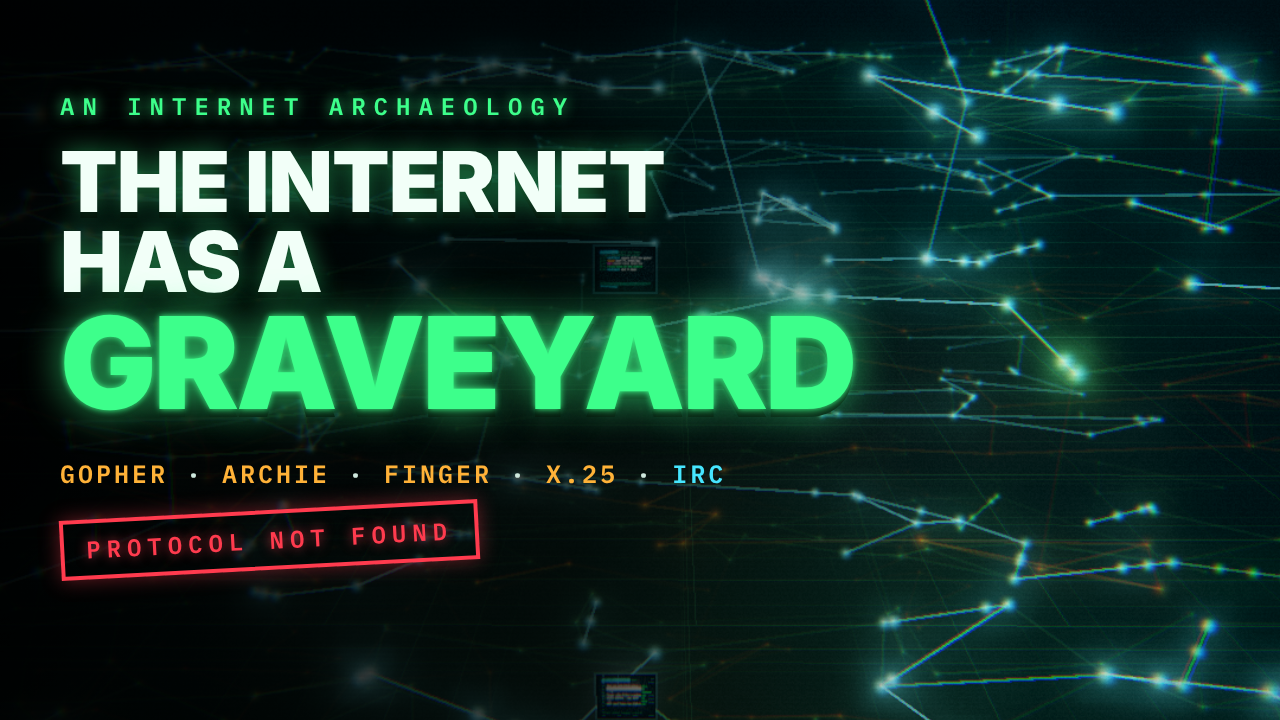 AN INTERNET ARCHAEOLOGY
THE INTERNET
HAS A
GRAVEYARD
GOPHER · ARCHIE · FINGER · X.25 · IRC
PROTOCOL NOT FOUND